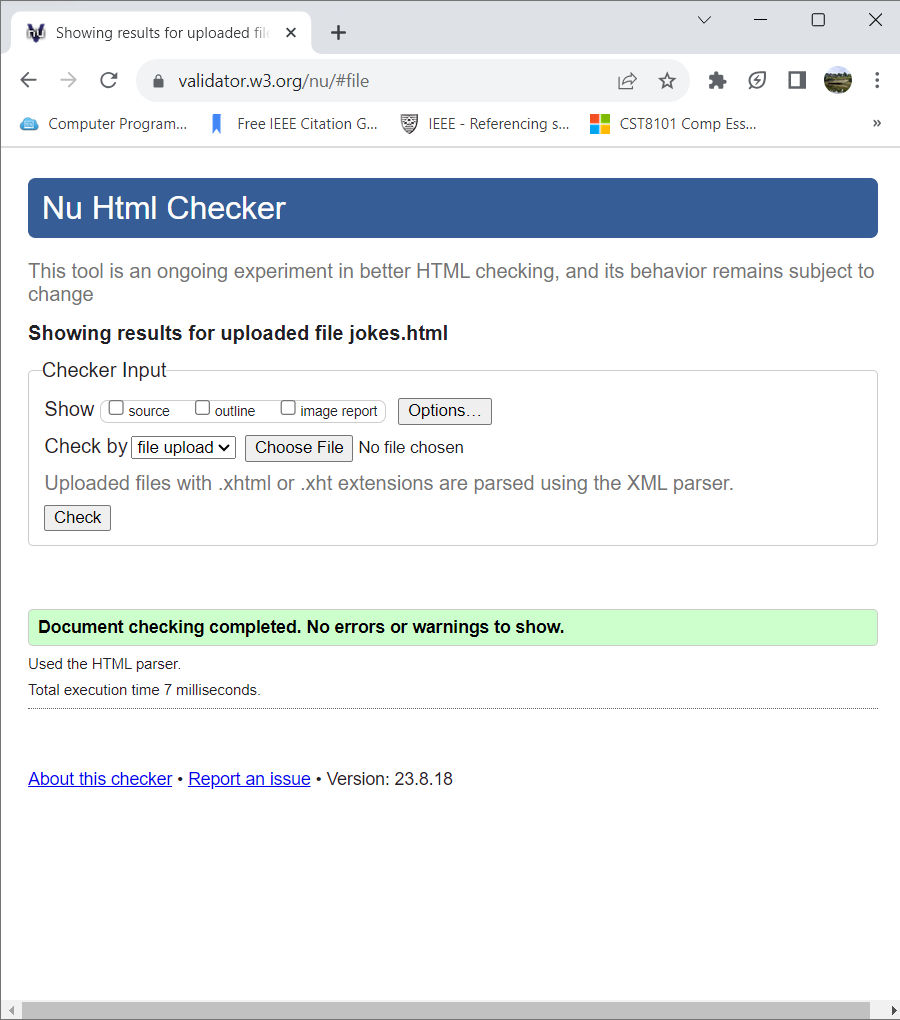 Showing results for uploaded file
validator.w3.org/nu/#file
Computer Program... Free IEEE Citation G... IEEE - Referencing s... CST8101 Comp Ess... »
Nu Html Checker
This tool is an ongoing experiment in better HTML checking, and its behavior remains subject to
change
Showing results for uploaded file jokes.html
Checker Input
Show source outline image report Options...
Check by file upload Choose File No file chosen
Uploaded files with .xhtml or .xht extensions are parsed using the XML parser.
Check
Document checking completed. No errors or warnings to show.
Used the HTML parser.
Total execution time 7 milliseconds.
About this checker • Report an issue • Version: 23.8.18